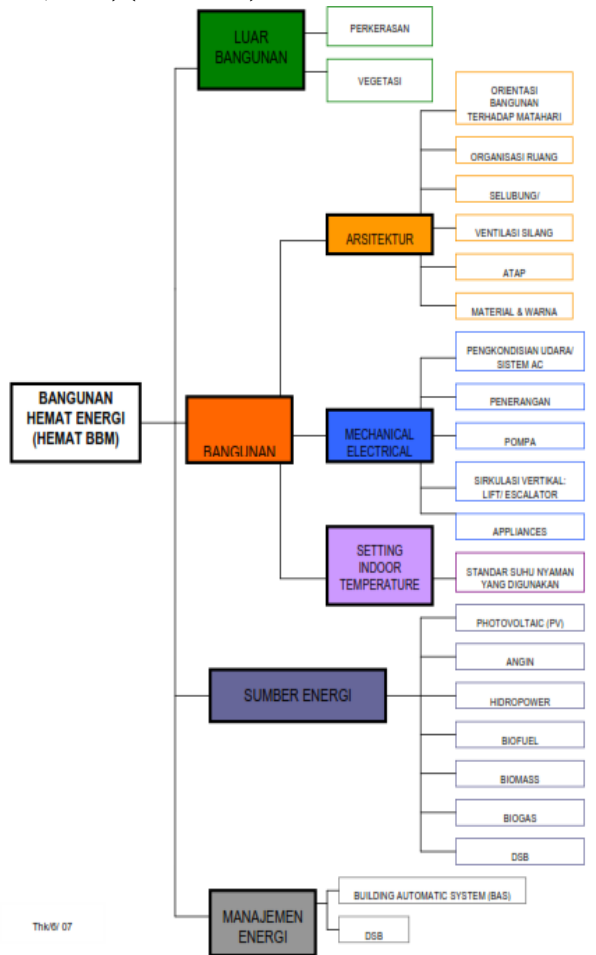 LUAR
BANGUNAN
PERKERASAN
VEGETASI
ORIENTASI
BANGUNAN
TERHADAP MATAHARI
ORGANISASI RUANG
SELUBUNG/
ARSITEKTUR
VENTILASI SILANG
ATAP
MATERIAL & WARNA
BANGUNAN
HEMAT ENERGI
(HEMAT BBM)
BANGUNAN
PENGKONDISIAN UDARA/
SISTEM AC
PENERANGAN
MECHANICAL
ELECTRICAL
POMPA
SIRKULASI VERTIKAL:
LIFT/ ESCALATOR
APPLIANCES
SETTING
INDOOR
TEMPERATURE
STANDAR SUHU NYAMAN
YANG DIGUNAKAN
SUMBER ENERGI
PHOTOVOLTAIC (PV)
ANGIN
HIDROPOWER
BIOFUEL
BIOMASS
BIOGAS
DSB
MANAJEMEN
ENERGI
BUILDING AUTOMATIC SYSTEM (BAS)
DSB
Thk/6/ 07